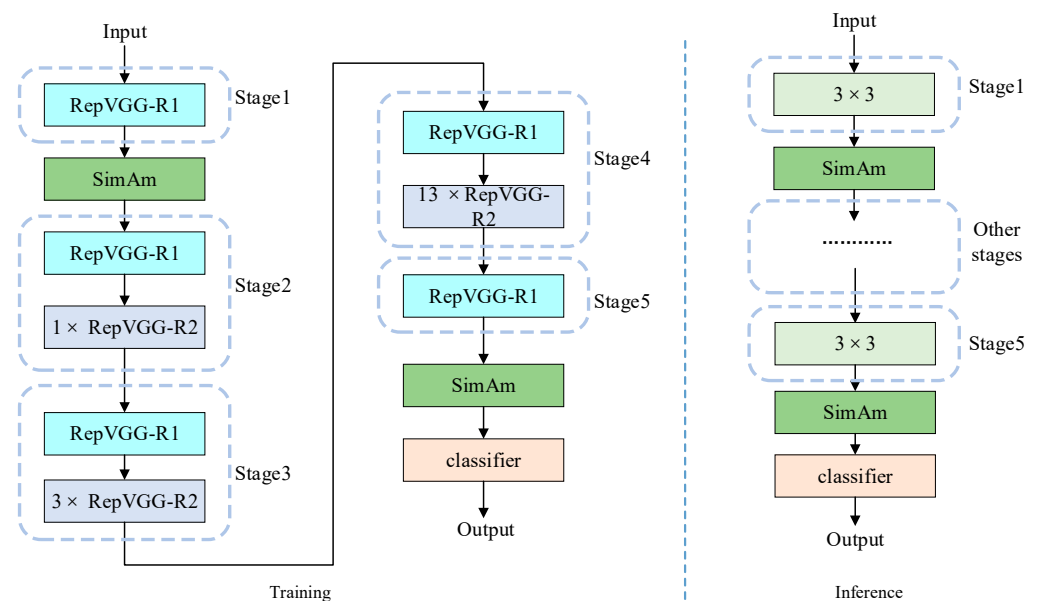 Input
RepVGG-R1
Stage1
SimAm
RepVGG-R1
Stage2
1 × RepVGG-R2
RepVGG-R1
Stage3
3 × RepVGG-R2
RepVGG-R1
Stage4
13 × RepVGG-
R2
RepVGG-R1
Stage5
SimAm
classifier
Output
Training
Input
3 × 3
Stage1
SimAm
............
Other
stages
3 × 3
Stage5
SimAm
classifier
Output
Inference